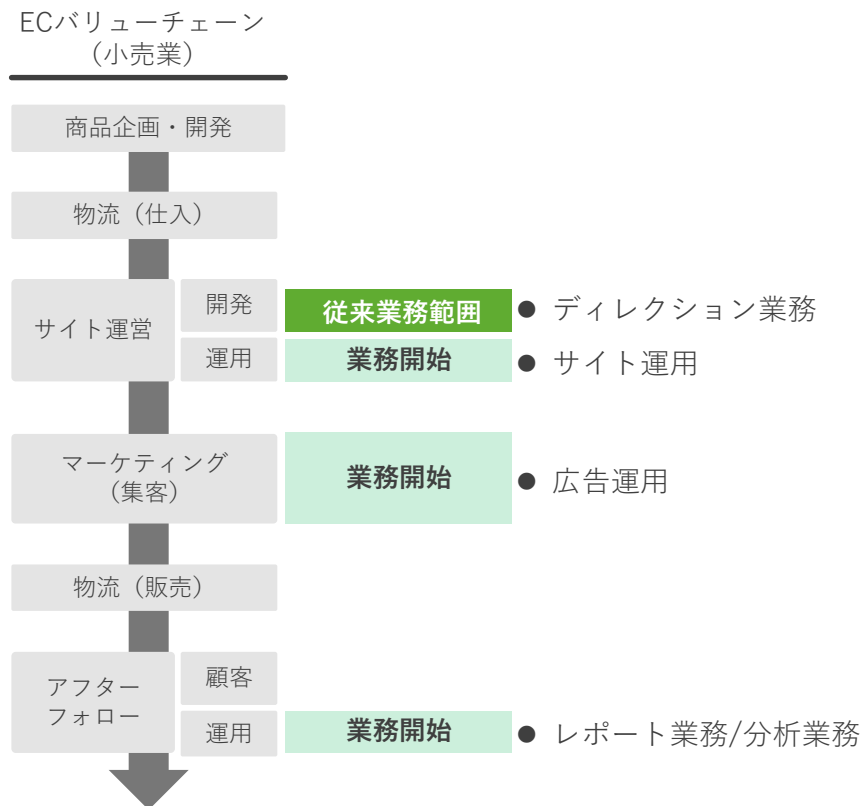 ECバリューチェーン
（小売業）
商品企画・開発
物流（仕入）
サイト運営
開発
従来業務範囲
● ディレクション業務
運用
業務開始
● サイト運用
マーケティング
(集客）
業務開始
● 広告運用
物流（販売）
アフター
フォロー
顧客
運用
業務開始
● レポート業務/分析業務